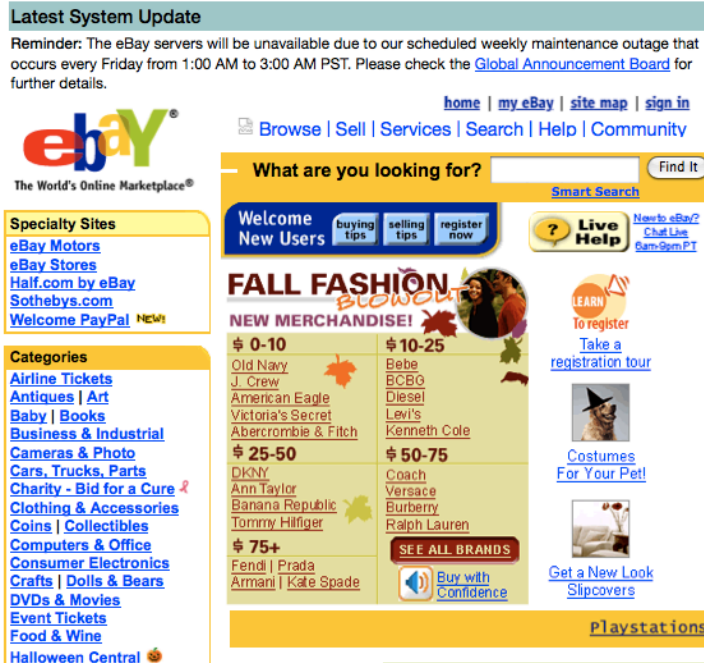 Latest System Update
Reminder: The eBay servers will be unavailable due to our scheduled weekly maintenance outage that
occurs every Friday from 1:00 AM to 3:00 AM PST. Please check the Global Announcement Board for
further details.
home | my eBay | site map | sign in
ebaY®
The World's Online Marketplace®
Browse | Sell | Services | Search | Help | Community
What are you looking for? Find It
Smart Search
Specialty Sites
eBay Motors
eBay Stores
Half.com by eBay
Sothebys.com
Welcome PayPal NEW!
Categories
Airline Tickets
Antiques | Art
Baby | Books
Business & Industrial
Cameras & Photo
Cars, Trucks, Parts
Charity - Bid for a Cure
Clothing & Accessories
Coins | Collectibles
Computers & Office
Consumer Electronics
Crafts | Dolls & Bears
DVDs & Movies
Event Tickets
Food & Wine
Halloween Central
Welcome
New Users
buying
tips
selling
tips
register
now
? Live
Help
New to eBay?
Chat Live
6am-9pm PT
FALL FASHION
BLOWOUT
NEW MERCHANDISE!
$ 0-10
Old Navy
J. Crew
American Eagle
Victoria's Secret
Abercrombie & Fitch
$ 10-25
Bebe
BCBG
Diesel
Levi's
Kenneth Cole
$ 25-50
DKNY
Ann Taylor
Banana Republic
Tommy Hilfiger
$ 50-75
Coach
Versace
Burberry
Ralph Lauren
$ 75+
Fendi | Prada
Armani | Kate Spade
SEE ALL BRANDS
Buy with
Confidence
LEARN
To register
Take a
registration tour
Costumes
For Your Pet!
Get a New Look
Slipcovers
Playstations